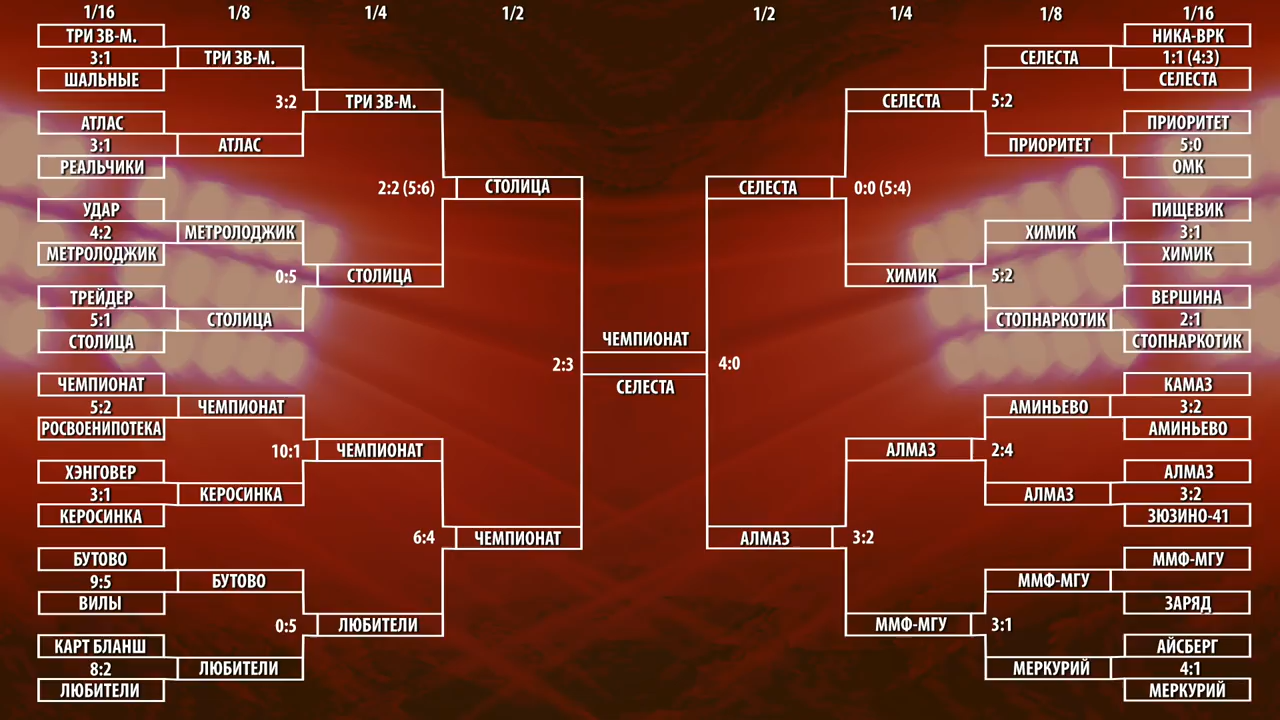 1/16 1/8 1/4 1/2 1/2 1/4 1/8 1/16
ТРИ ЗВ-М.
3:1
ШАЛЬНЫЕ
АТЛАС
3:1
РЕАЛЬЧИКИ
УДАР
4:2
МЕТРОЛОДЖИК
ТРЕЙДЕР
5:1
СТОЛИЦА
ЧЕМПИОНАТ
5:2
РОСВОЕНИПОТЕКА
ХЭНГОВЕР
3:1
КЕРОСИНКА
БУТОВО
9:5
ВИЛЫ
КАРТ БЛАНШ
8:2
ЛЮБИТЕЛИ
ТРИ ЗВ-М.
3:2
АТЛАС
МЕТРОЛОДЖИК
0:5
СТОЛИЦА
ЧЕМПИОНАТ
10:1
КЕРОСИНКА
БУТОВО
0:5
ЛЮБИТЕЛИ
ТРИ ЗВ-М.
2:2 (5:6)
СТОЛИЦА
ЧЕМПИОНАТ
6:4
ЛЮБИТЕЛИ
СТОЛИЦА
2:3
ЧЕМПИОНАТ
ЧЕМПИОНАТ
СЕЛЕСТА
СЕЛЕСТА
4:0
АЛМАЗ
СЕЛЕСТА
0:0 (5:4)
ХИМИК
АЛМАЗ
3:2
ММФ-МГУ
СЕЛЕСТА
5:2
ПРИОРИТЕТ
ХИМИК
5:2
СТОПНАРКОТИК
АМИНЬЕВО
2:4
АЛМАЗ
ММФ-МГУ
3:1
МЕРКУРИЙ
НИКА-ВРК
1:1 (4:3)
СЕЛЕСТА
ПРИОРИТЕТ
5:0
ОМК
ПИЩЕВИК
3:1
ХИМИК
ВЕРШИНА
2:1
СТОПНАРКОТИК
КАМАЗ
3:2
АМИНЬЕВО
АЛМАЗ
3:2
ЗЮЗИНО-41
ММФ-МГУ
ЗАРЯД
АЙСБЕРГ
4:1
МЕРКУРИЙ